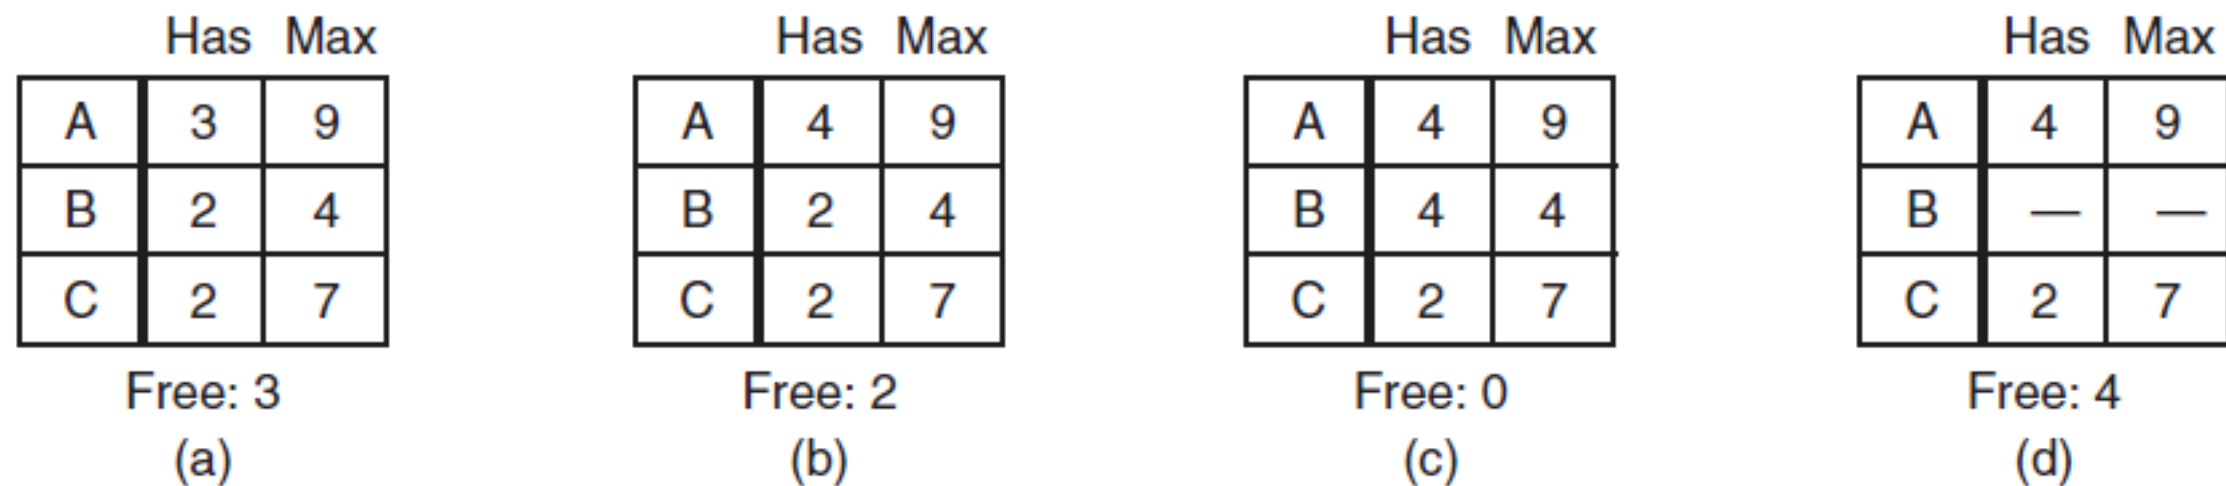 Has Max Has Max Has Max Has Max
A 3 9 A 4 9 A 4 9 A 4 9
B 2 4 B 2 4 B 4 4 B — —
C 2 7 C 2 7 C 2 7 C 2 7
Free: 3 Free: 2 Free: 0 Free: 4
(a) (b) (c) (d)